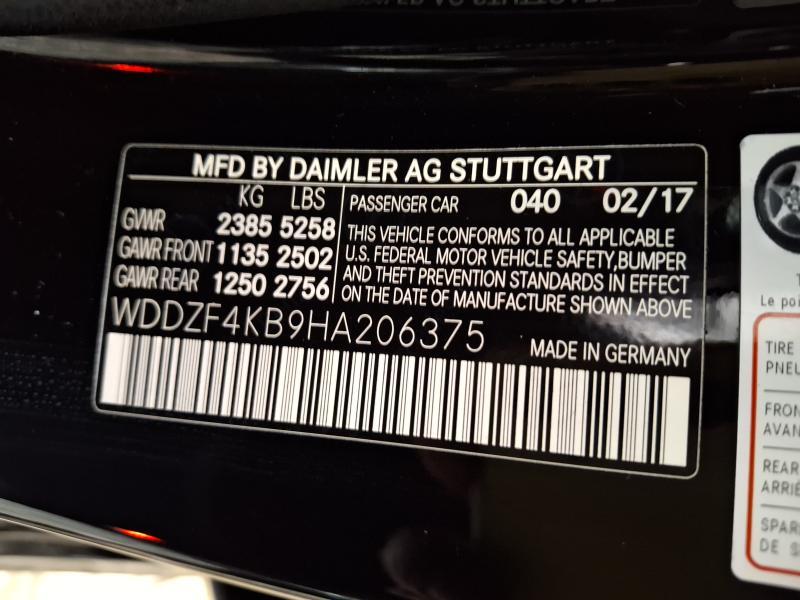 MFD BY DAIMLER AG STUTTGART
KG LBS
GVWR 2385 5258
GAWR FRONT 1135 2502
GAWR REAR 1250 2756
PASSENGER CAR 040 02/17
THIS VEHICLE CONFORMS TO ALL APPLICABLE
U.S. FEDERAL MOTOR VEHICLE SAFETY,BUMPER
AND THEFT PREVENTION STANDARDS IN EFFECT
ON THE DATE OF MANUFACTURE SHOWN ABOVE
WDDZF4KB9HA206375
MADE IN GERMANY
Le
TIRE
FRON
AVAN
REAR
SPAR
DE